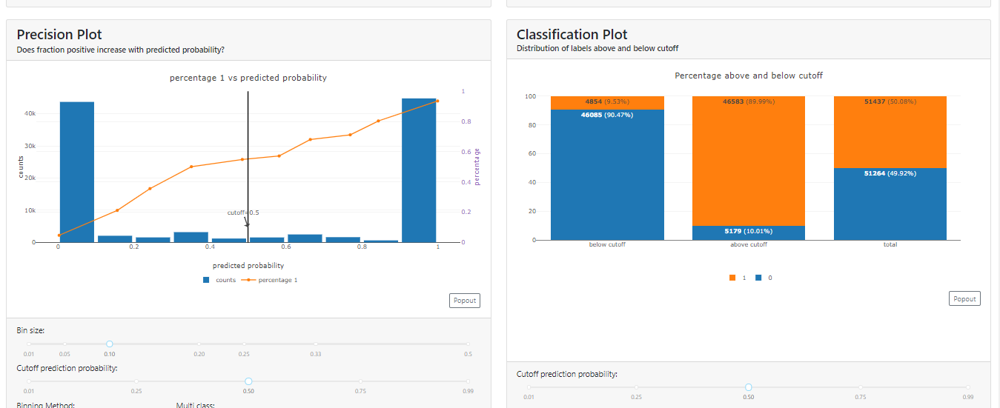 Precision Plot
Does fraction positive increase with predicted probability?
percentage 1 vs predicted probability
counts
40k
30k
20k
10k
0
1
0.8
0.6
0.4
0.2
0
percentage
cutoff=0.5
0 0.2 0.4 0.6 0.8 1
predicted probability
counts percentage 1
Popout
Bin size:
0.01 0.05 0.10 0.20 0.25 0.33 0.5
Cutoff prediction probability:
0.01 0.25 0.50 0.75 0.99
Binning Method: Multi class:
Classification Plot
Distribution of labels above and below cutoff
Percentage above and below cutoff
100
80
60
40
20
0
4854 (9.53%) 46583 (89.99%) 51437 (50.08%)
46085 (90.47%)
51264 (49.92%)
5179 (10.01%)
below cutoff above cutoff total
1 0
Popout
Cutoff prediction probability:
0.01 0.25 0.50 0.75 0.99